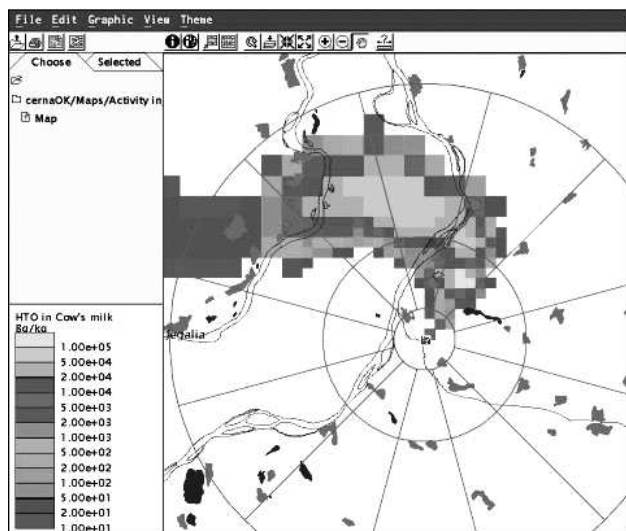 File Edit Graphic View Theme
Choose Selected
cernaOK/Maps/Activity in
Map
HTO in Cow's milk
Bq/kg
1.00e+05
5.00e+04
2.00e+04
1.00e+04
5.00e+03
2.00e+03
1.00e+03
5.00e+02
2.00e+02
1.00e+02
5.00e+01
2.00e+01
1.00e+01